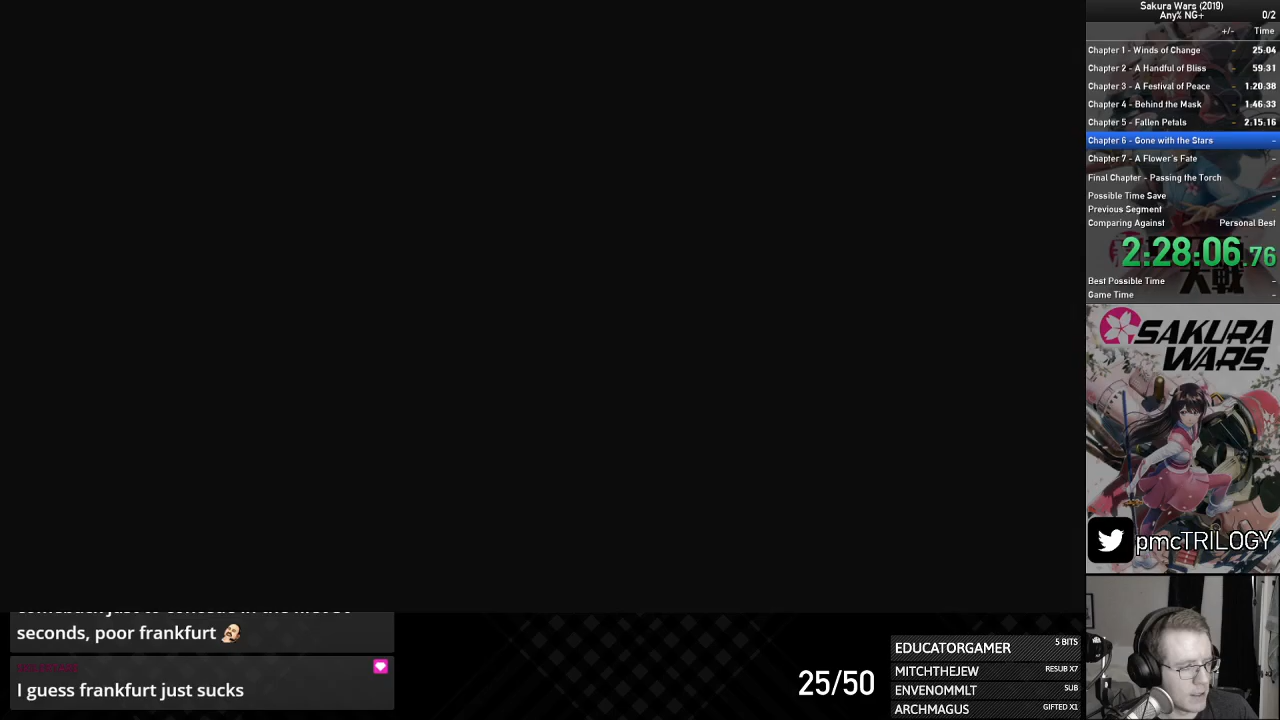 Sakura Wars (2019)
Any% NG+ 0/2
+/- Time
Chapter 1 - Winds of Change - 25.04
Chapter 2 - A Handful of Bliss - 59:31
Chapter 3 - A Festival of Peace - 1:20:38
Chapter 4 - Behind the Mask - 1:46:33
Chapter 5 - Fallen Petals - 2:15:16
Chapter 6 - Gone with the Stars -
Chapter 7 - A Flower's Fate -
Final Chapter - Passing the Torch -
Possible Time Save -
Previous Segment -
Comparing Against Personal Best
2:28:06.76
Best Possible Time -
Game Time -
SAKURA
WARS
pmcTRILOGY
seconds, poor frankfurt
I guess frankfurt just sucks
25/50
EDUCATORGAMER 5 BITS
MITCHTHEJEW RESUB X7
ENVENOMMLT SUB
ARCHMAGUS GIFTED X1